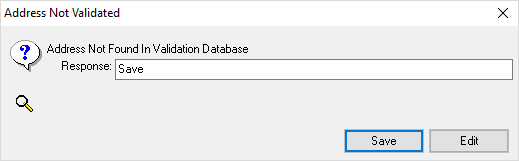 Address Not Validated
?
Address Not Found In Validation Database
Response: Save
Save Edit